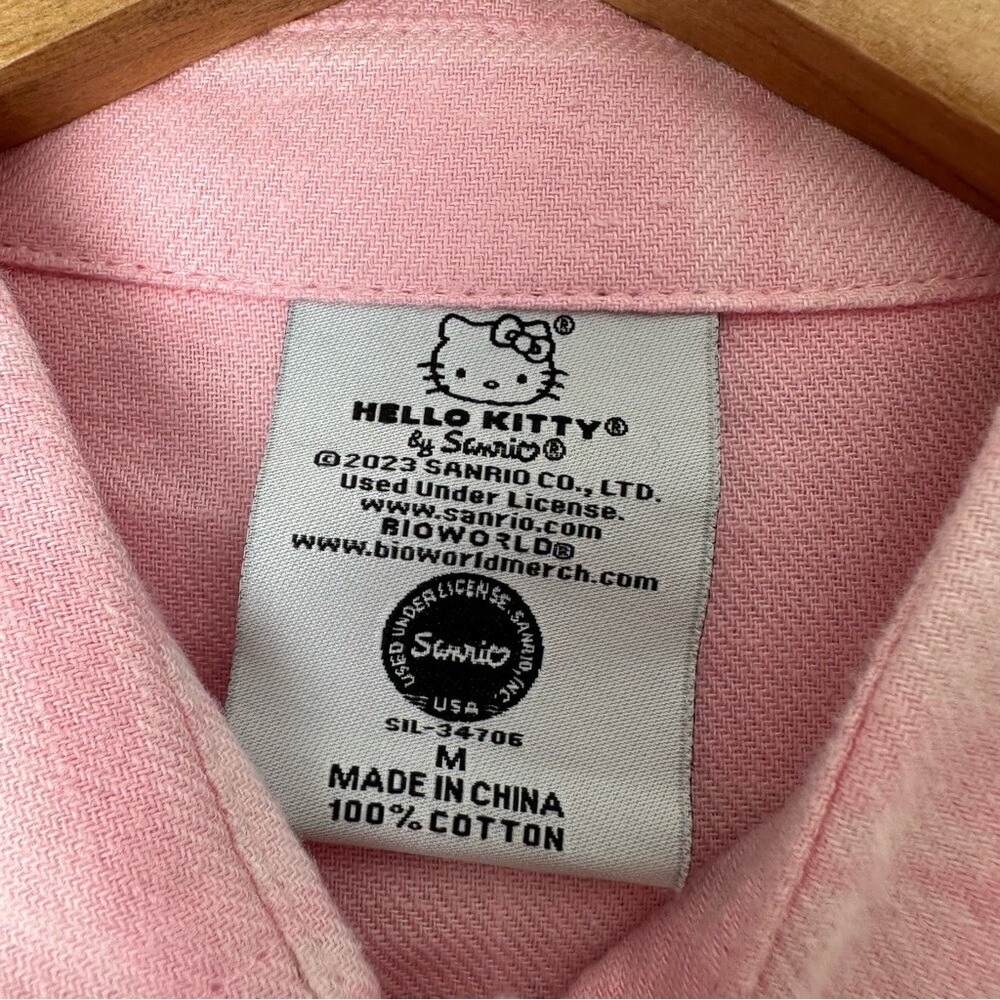 ®
HELLO KITTY®
by Sanrio®
©2023 SANRIO CO., LTD.
Used Under License.
www.sanrio.com
BIOWORLD®
www.bioworldmerch.com
USED UNDER LICENSE. SANRIO, INC.
Sanrio
USA
SIL-34706
M
MADE IN CHINA
100% COTTON